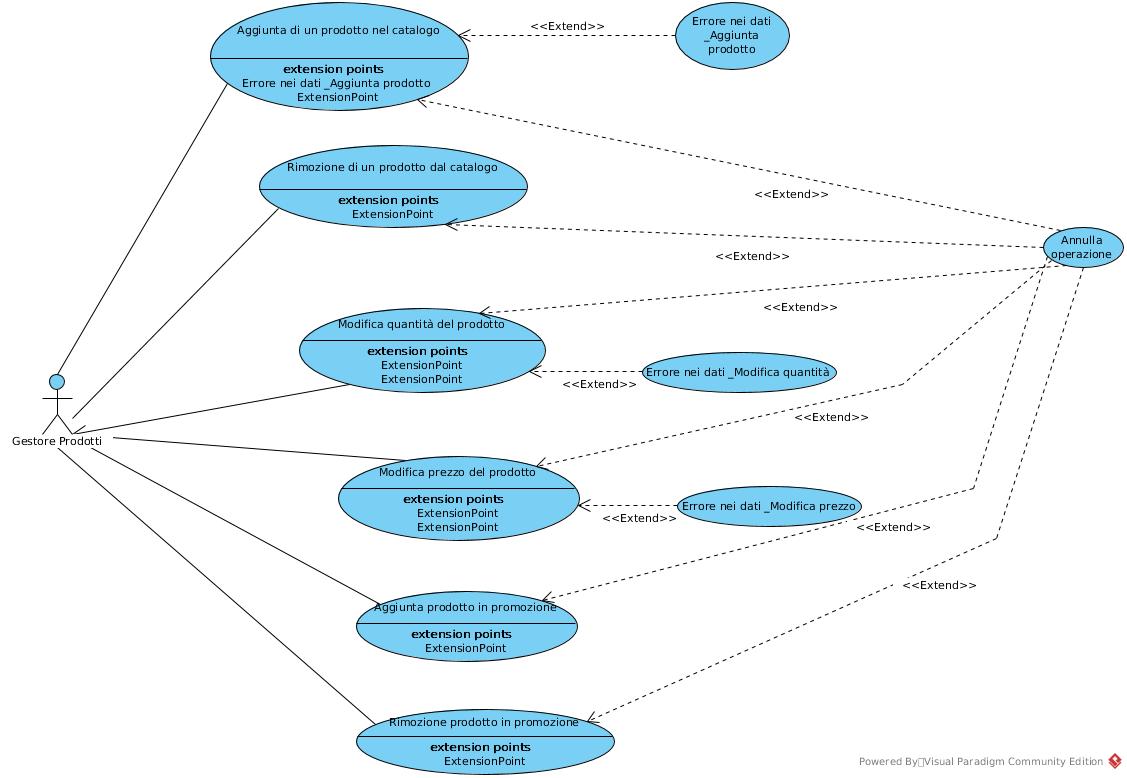 Aggiunta di un prodotto nel catalogo
extension points
Errore nei dati _Aggiunta prodotto
ExtensionPoint
<<Extend>>
Errore nei dati
_Aggiunta
prodotto
Rimozione di un prodotto dal catalogo
extension points
ExtensionPoint
<<Extend>>
<<Extend>>
Annulla
operazione
Modifica quantità del prodotto
extension points
ExtensionPoint
ExtensionPoint
<<Extend>>
<<Extend>>
Errore nei dati _Modifica quantità
Gestore Prodotti
<<Extend>>
Modifica prezzo del prodotto
extension points
ExtensionPoint
ExtensionPoint
<<Extend>>
Errore nei dati _Modifica prezzo
<<Extend>>
Aggiunta prodotto in promozione
extension points
ExtensionPoint
<<Extend>>
Rimozione prodotto in promozione
extension points
ExtensionPoint
Powered By Visual Paradigm Community Edition